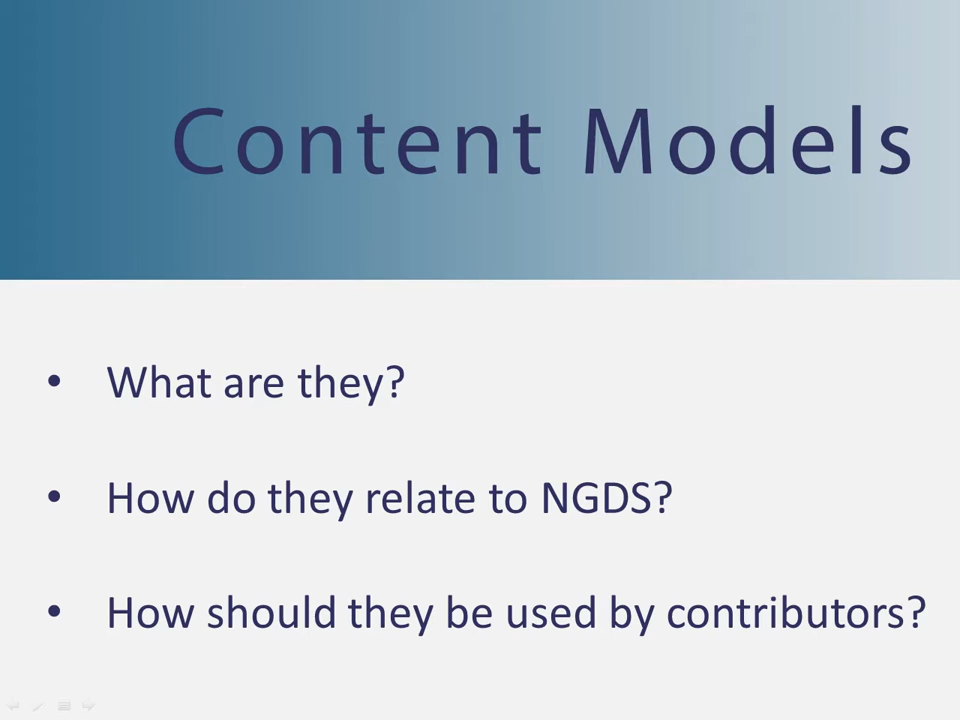 Content Models
• What are they?
• How do they relate to NGDS?
• How should they be used by contributors?